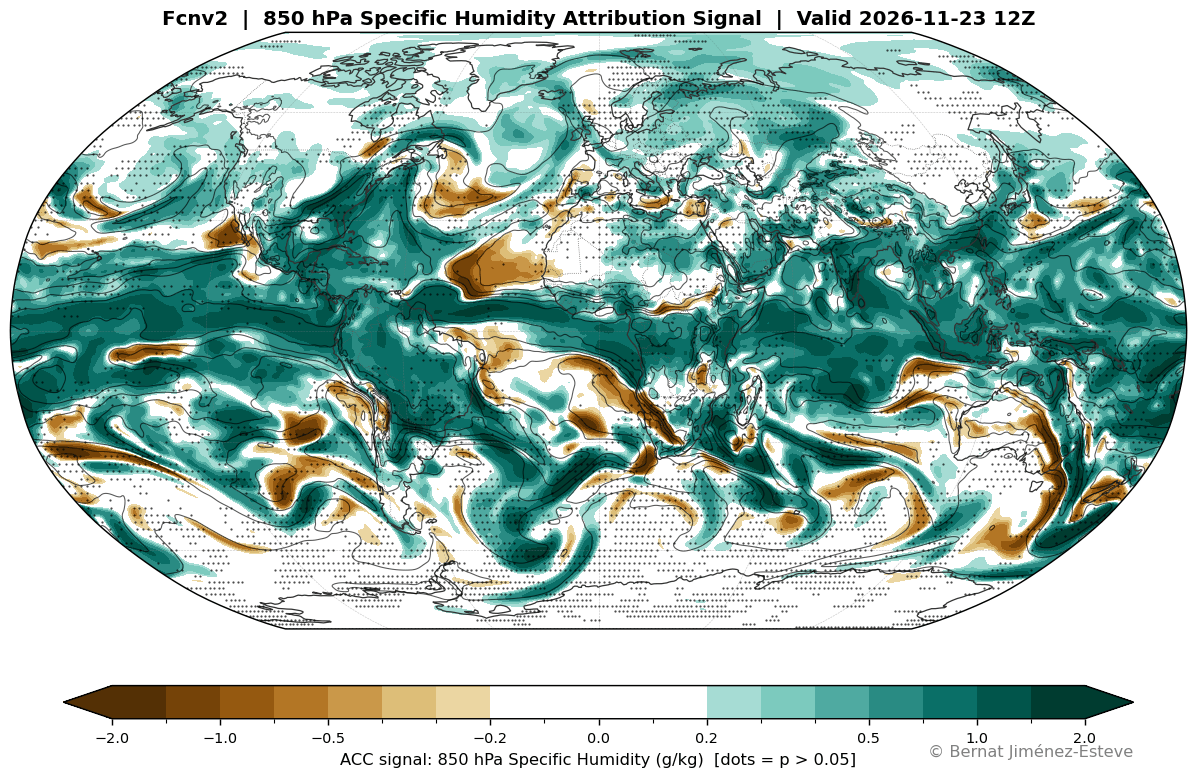 Fcnv2 | 850 hPa Specific Humidity Attribution Signal | Valid 2026-11-23 12Z
−2.0 −1.0 −0.5 −0.2 0.0 0.2 0.5 1.0 2.0
ACC signal: 850 hPa Specific Humidity (g/kg) [dots = p > 0.05]
© Bernat Jiménez-Esteve